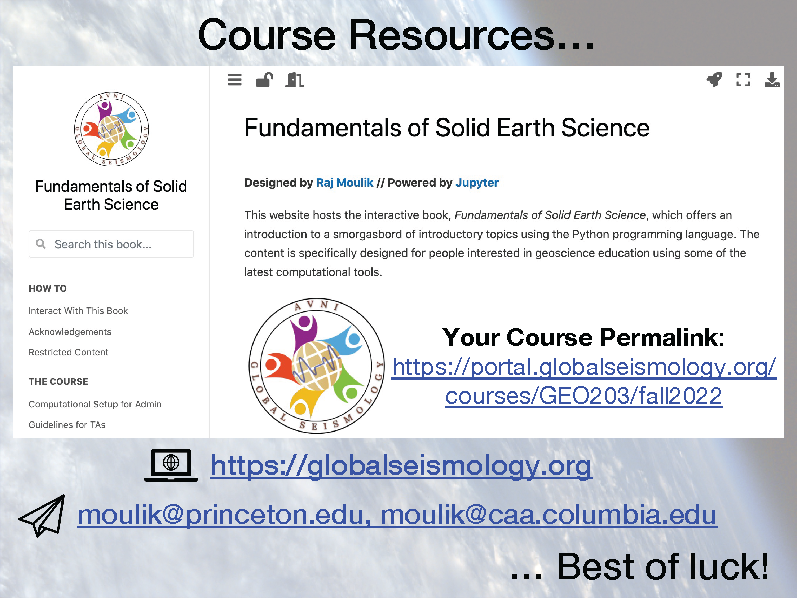 Course Resources...
AVNI
GLOBAL SEISMOLOGY
Fundamentals of Solid
Earth Science
Search this book...
HOW TO
Interact With This Book
Acknowledgements
Restricted Content
THE COURSE
Computational Setup for Admin
Guidelines for TAs
Fundamentals of Solid Earth Science
Designed by Raj Moulik // Powered by Jupyter
This website hosts the interactive book, Fundamentals of Solid Earth Science, which offers an
introduction to a smorgasbord of introductory topics using the Python programming language. The
content is specifically designed for people interested in geoscience education using some of the
latest computational tools.
AVNI
GLOBAL SEISMOLOGY
Your Course Permalink:
https://portal.globalseismology.org/
courses/GEO203/fall2022
https://globalseismology.org
moulik@princeton.edu, moulik@caa.columbia.edu
... Best of luck!